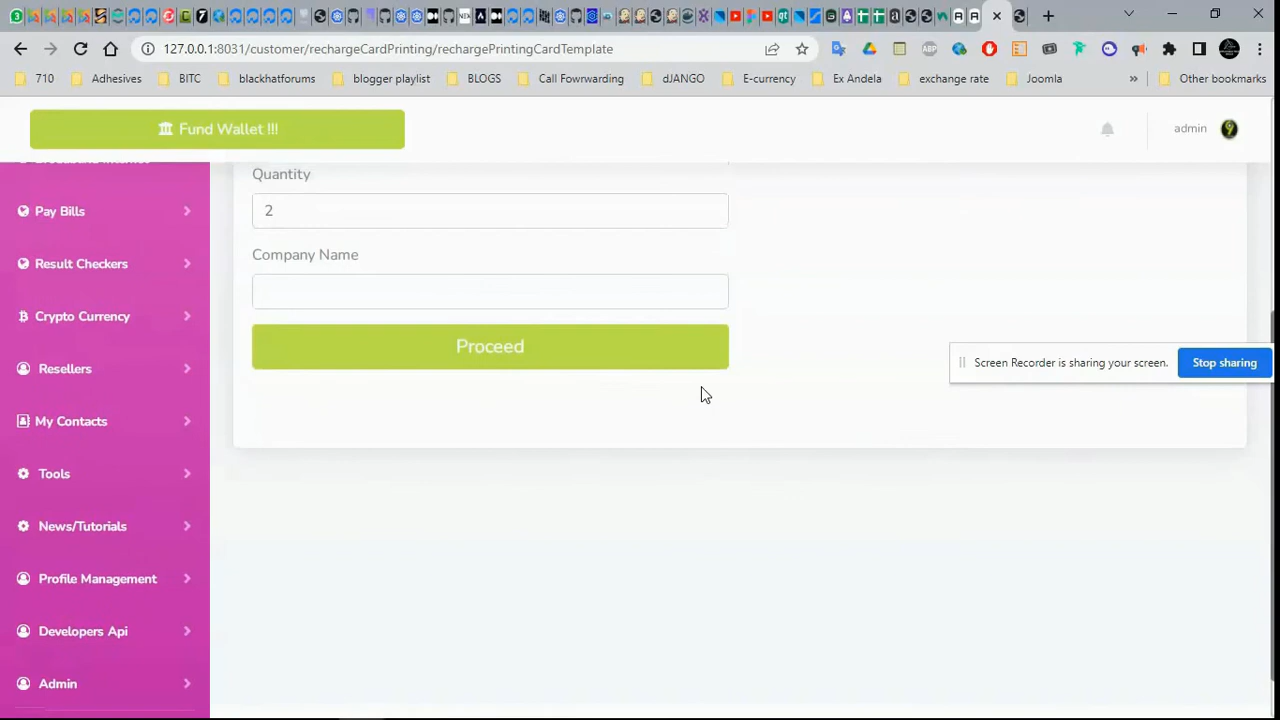 127.0.0.1:8031/customer/rechargeCardPrinting/rechargePrintingCardTemplate
710
Adhesives
BITC
blackhatforums
blogger playlist
BLOGS
Call Fowrwarding
dJANGO
E-currency
Ex Andela
exchange rate
Joomla
»
Other bookmarks
Fund Wallet !!!
admin
Quantity
Pay Bills
2
Company Name
Result Checkers
Crypto Currency
Proceed
Screen Recorder is sharing your screen.
Stop sharing
Resellers
My Contacts
Tools
News/Tutorials
Profile Management
Developers Api
Admin